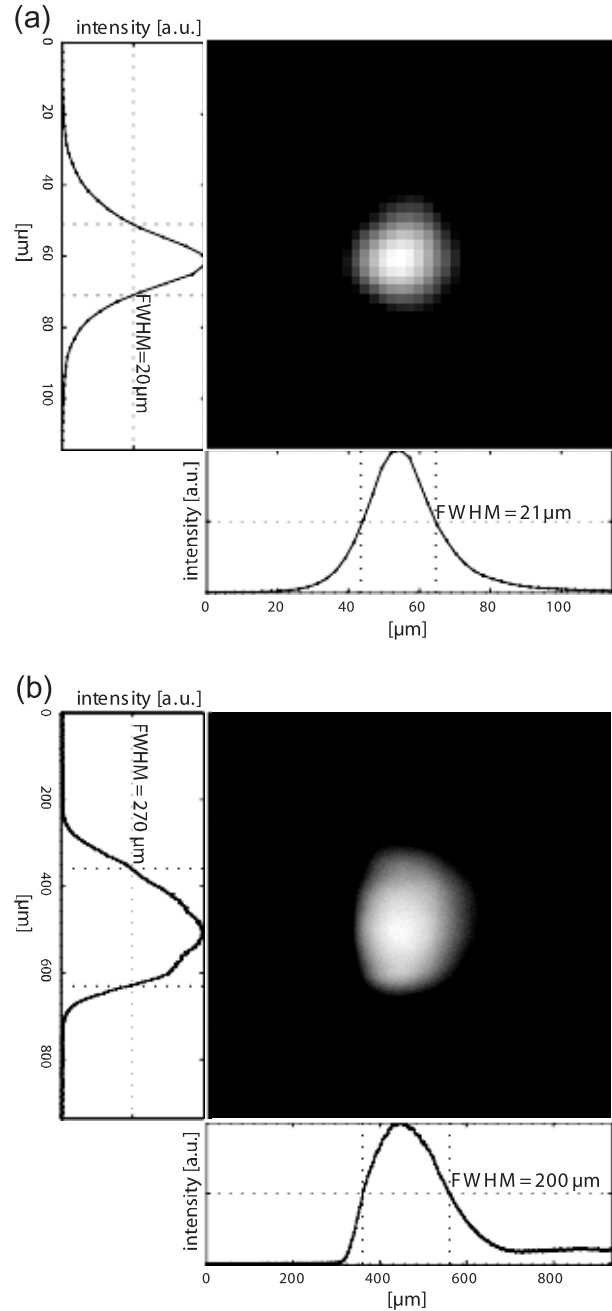 (a)
intensity [a.u.]
0
20
40
60
80
100
[µm]
FWHM=20µm
intensity [a.u.]
FWHM = 21µm
0 20 40 60 80 100
[µm]
(b)
intensity [a.u.]
0
200
400
600
800
[µm]
FWHM = 270 µm
intensity [a.u.]
FWHM = 200 µm
0 200 400 600 800
[µm]